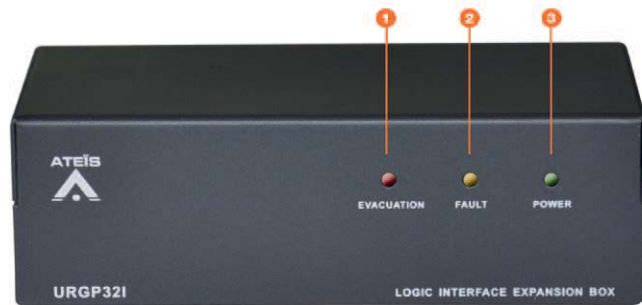 1 2 3
ATEÏS
EVACUATION FAULT POWER
URGP32I LOGIC INTERFACE EXPANSION BOX